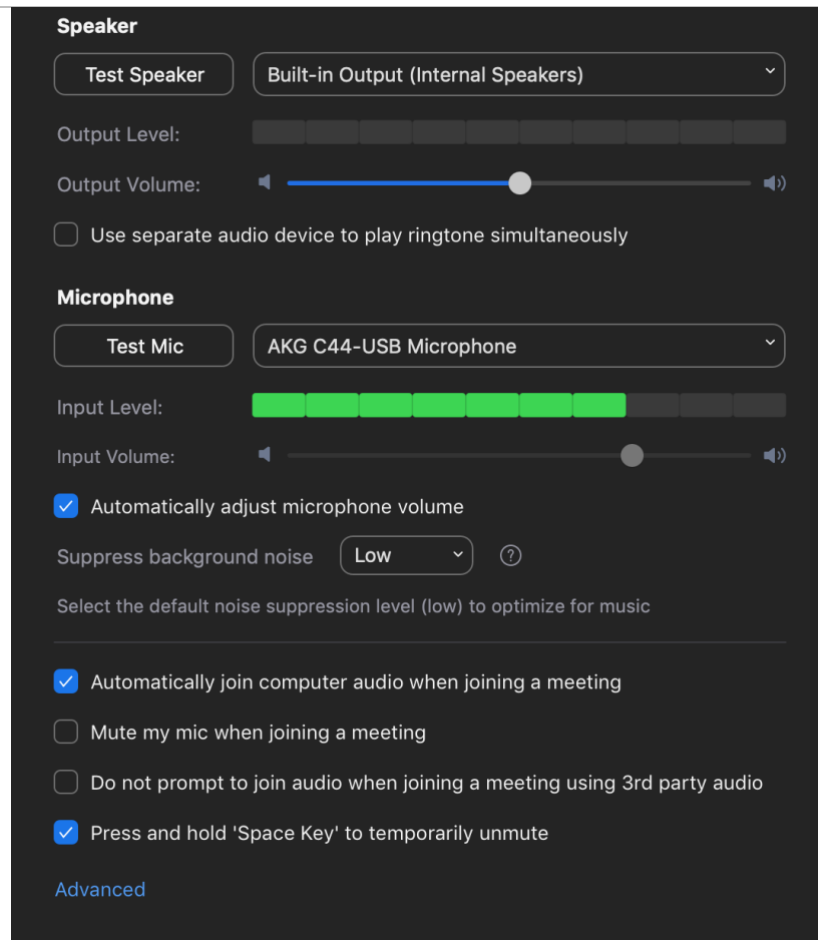 Speaker
Test Speaker
Built-in Output (Internal Speakers)
Output Level:
Output Volume:
Use separate audio device to play ringtone simultaneously
Microphone
Test Mic
AKG C44-USB Microphone
Input Level:
Input Volume:
Automatically adjust microphone volume
Suppress background noise
Low
?
Select the default noise suppression level (low) to optimize for music
Automatically join computer audio when joining a meeting
Mute my mic when joining a meeting
Do not prompt to join audio when joining a meeting using 3rd party audio
Press and hold 'Space Key' to temporarily unmute
Advanced